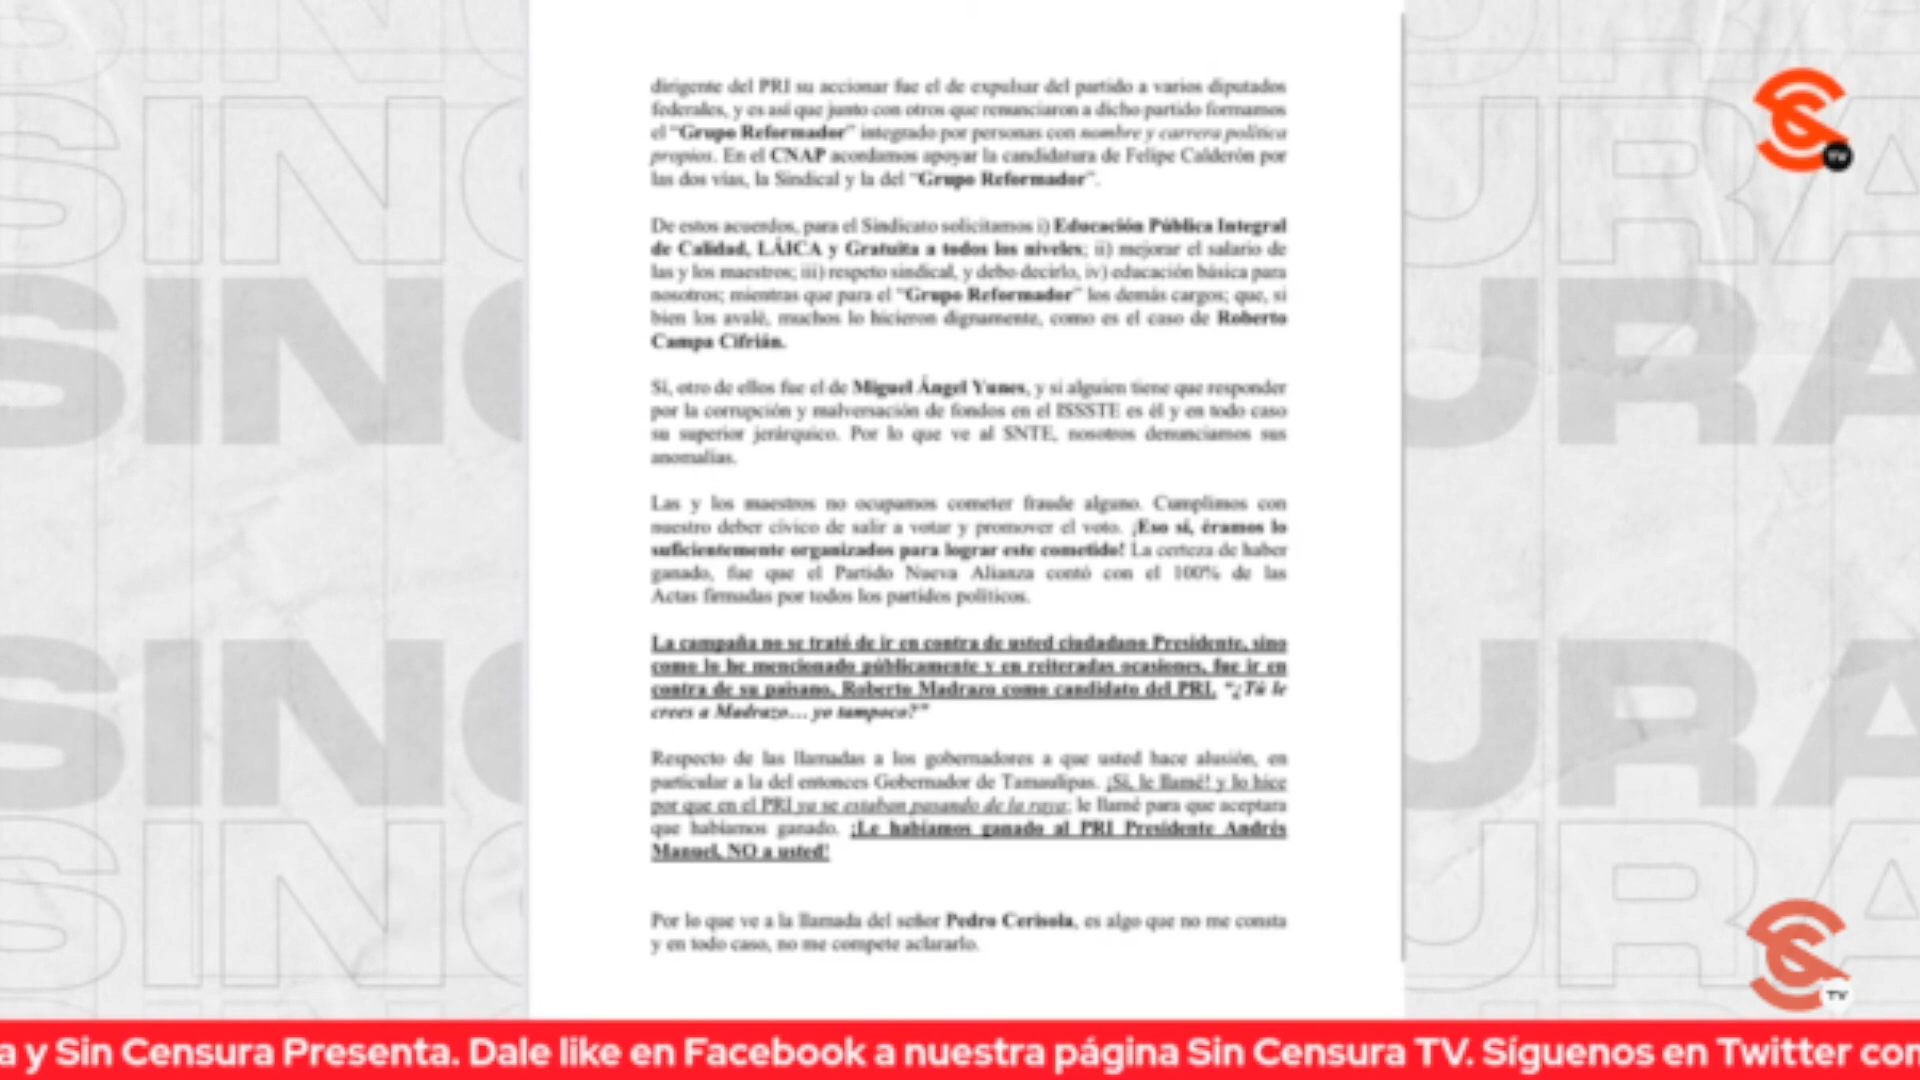 dirigente del PRI su accionar fue el de expulsar del partido a varios diputados
federales, y es así que junto con otros que renunciaron a dicho partido formamos
el “Grupo Reformador” integrado por personas con nombre y carrera política
propios. En el CNAP acordamos apoyar la candidatura de Felipe Calderón por
las dos vías, la Sindical y la del “Grupo Reformador”.
De estos acuerdos, para el Sindicato solicitamos i) Educación Pública Integral
de Calidad, LÁICA y Gratuita a todos los niveles; ii) mejorar el salario de
las y los maestros; iii) respeto sindical, y debo decirlo, iv) educación básica para
nosotros; mientras que para el “Grupo Reformador” los demás cargos; que, si
bien los avalé, muchos lo hicieron dignamente, como es el caso de Roberto
Campa Cifrián.
Sí, otro de ellos fue el de Miguel Ángel Yunes, y si alguien tiene que responder
por la corrupción y malversación de fondos en el ISSSTE es él y en todo caso
su superior jerárquico. Por lo que ve al SNTE, nosotros denunciamos sus
anomalías.
Las y los maestros no ocupamos cometer fraude alguno. Cumplimos con
nuestro deber cívico de salir a votar y promover el voto. ¡Eso sí, éramos lo
suficientemente organizados para lograr este cometido! La certeza de haber
ganado, fue que el Partido Nueva Alianza contó con el 100% de las
Actas firmadas por todos los partidos políticos.
La campaña no se trató de ir en contra de usted ciudadano Presidente, sino
como lo he mencionado públicamente y en reiteradas ocasiones, fue ir en
contra de su paisano, Roberto Madrazo como candidato del PRI. “¿Tú le
crees a Madrazo… yo tampoco?”
Respecto de las llamadas a los gobernadores a que usted hace alusión, en
particular a la del entonces Gobernador de Tamaulipas. ¡Sí, le llamé! y lo hice
por que en el PRI ya se estaban pasando de la raya; le llamé para que aceptara
que habíamos ganado. ¡Le habíamos ganado al PRI Presidente Andrés
Manuel, NO a usted!
Por lo que ve a la llamada del señor Pedro Cerisola, es algo que no me consta
y en todo caso, no me compete aclararlo.
SINC
SINC
SINC
SINC
SINC
URA
URA
URA
URA
TV
TV
a y Sin Censura Presenta. Dale like en Facebook a nuestra página Sin Censura TV. Síguenos en Twitter con